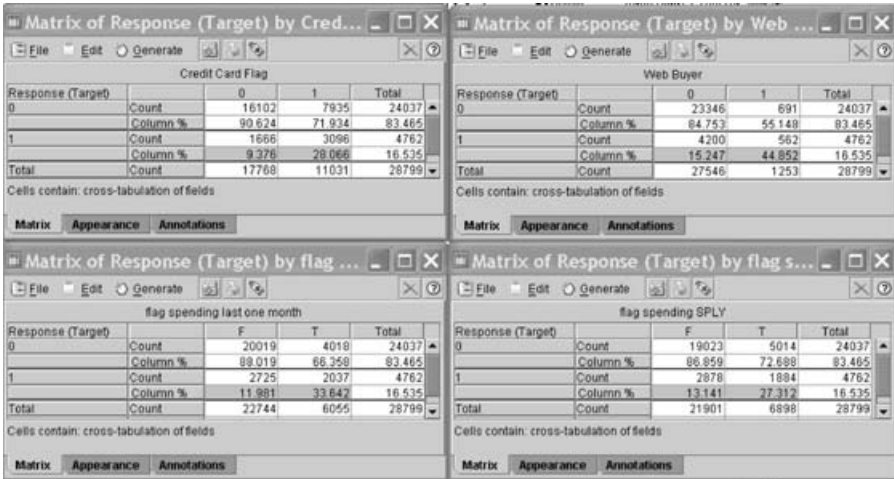 Matrix of Response (Target) by Cred...
File Edit Generate
Credit Card Flag
Response (Target) 0 1 Total
0 Count 16102 7935 24037
Column % 90.624 71.934 83.465
1 Count 1666 3096 4762
Column % 9.376 28.066 16.535
Total Count 17768 11031 28799
Cells contain: cross-tabulation of fields
Matrix Appearance Annotations
Matrix of Response (Target) by Web ...
File Edit Generate
Web Buyer
Response (Target) 0 1 Total
0 Count 23346 691 24037
Column % 84.753 55.148 83.465
1 Count 4200 562 4762
Column % 15.247 44.852 16.535
Total Count 27546 1253 28799
Cells contain: cross-tabulation of fields
Matrix Appearance Annotations
Matrix of Response (Target) by flag ...
File Edit Generate
flag spending last one month
Response (Target) F T Total
0 Count 20019 4018 24037
Column % 88.019 66.358 83.465
1 Count 2725 2037 4762
Column % 11.981 33.642 16.535
Total Count 22744 6055 28799
Cells contain: cross-tabulation of fields
Matrix Appearance Annotations
Matrix of Response (Target) by flag s...
File Edit Generate
flag spending SPLY
Response (Target) F T Total
0 Count 19023 5014 24037
Column % 86.859 72.688 83.465
1 Count 2878 1884 4762
Column % 13.141 27.312 16.535
Total Count 21901 6898 28799
Cells contain: cross-tabulation of fields
Matrix Appearance Annotations